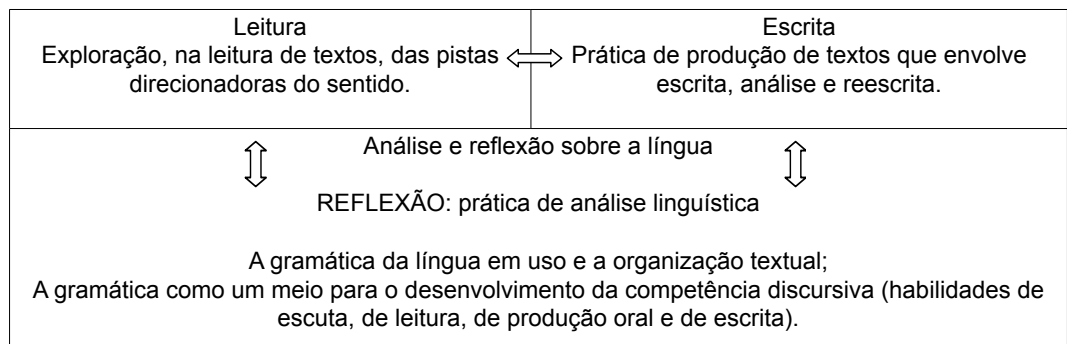 Leitura
Exploração, na leitura de textos, das pistas
direcionadoras do sentido.
Escrita
Prática de produção de textos que envolve
escrita, análise e reescrita.
Análise e reflexão sobre a língua
REFLEXÃO: prática de análise linguística
A gramática da língua em uso e a organização textual;
A gramática como um meio para o desenvolvimento da competência discursiva (habilidades de
escuta, de leitura, de produção oral e de escrita).